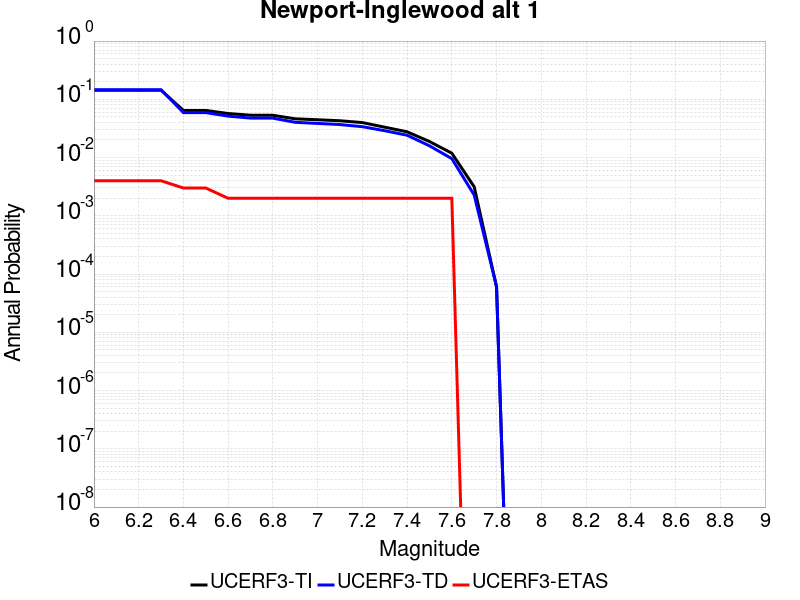 Newport-Inglewood alt 1
10^0
10^-1
10^-2
10^-3
10^-4
10^-5
10^-6
10^-7
10^-8
Annual Probability
6 6.2 6.4 6.6 6.8 7 7.2 7.4 7.6 7.8 8 8.2 8.4 8.6 8.8 9
Magnitude
UCERF3-TI UCERF3-TD UCERF3-ETAS